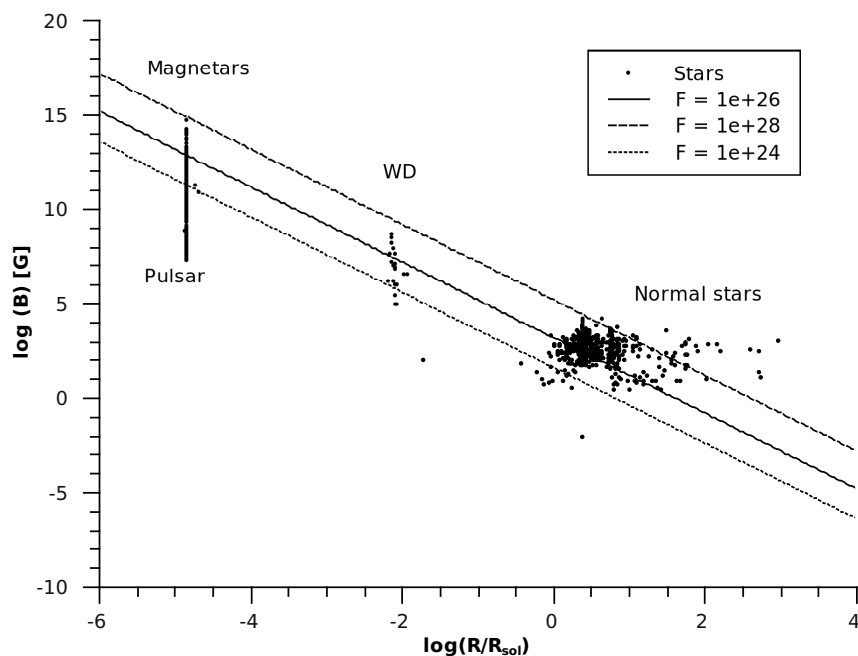 20
15
10
5
0
-5
-10
-6
-4
-2
0
2
4
log (B) [G]
log(R/Rsol)
Magnetars
WD
Pulsar
Normal stars
Stars
F = 1e+26
F = 1e+28
F = 1e+24